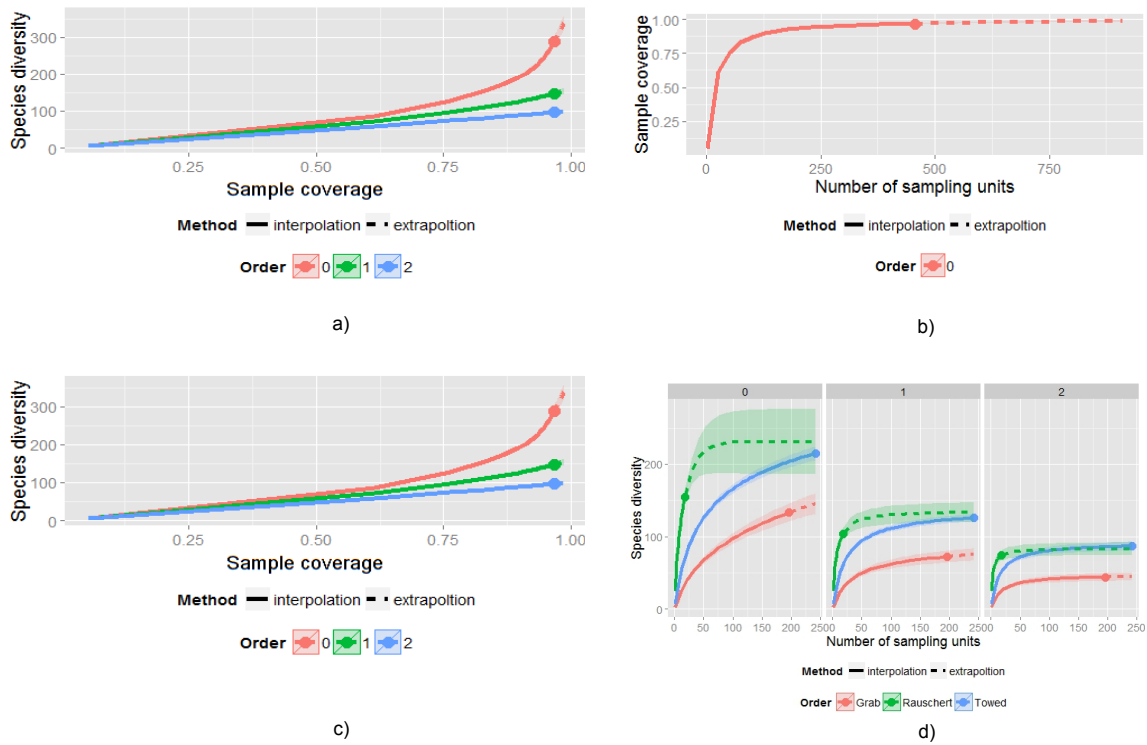 Species diversity
300
200
100
0
0.25 0.50 0.75 1.00
Sample coverage
Method interpolation extrapoltion
Order 0 1 2
a)
Sample coverage
1.00
0.75
0.50
0.25
0 250 500 750
Number of sampling units
Method interpolation extrapoltion
Order 0
b)
Species diversity
300
200
100
0
0.25 0.50 0.75 1.00
Sample coverage
Method interpolation extrapoltion
Order 0 1 2
c)
0 1 2
Species diversity
200
100
0
0 50 100 150 200 250 0 50 100 150 200 250 0 50 100 150 200 250
Number of sampling units
Method interpolation extrapoltion
Order Grab Rauschert Towed
d)